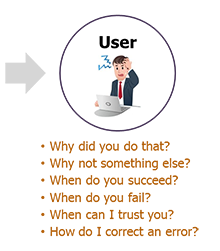 User
• Why did you do that?
• Why not something else?
• When do you succeed?
• When do you fail?
• When can I trust you?
• How do I correct an error?